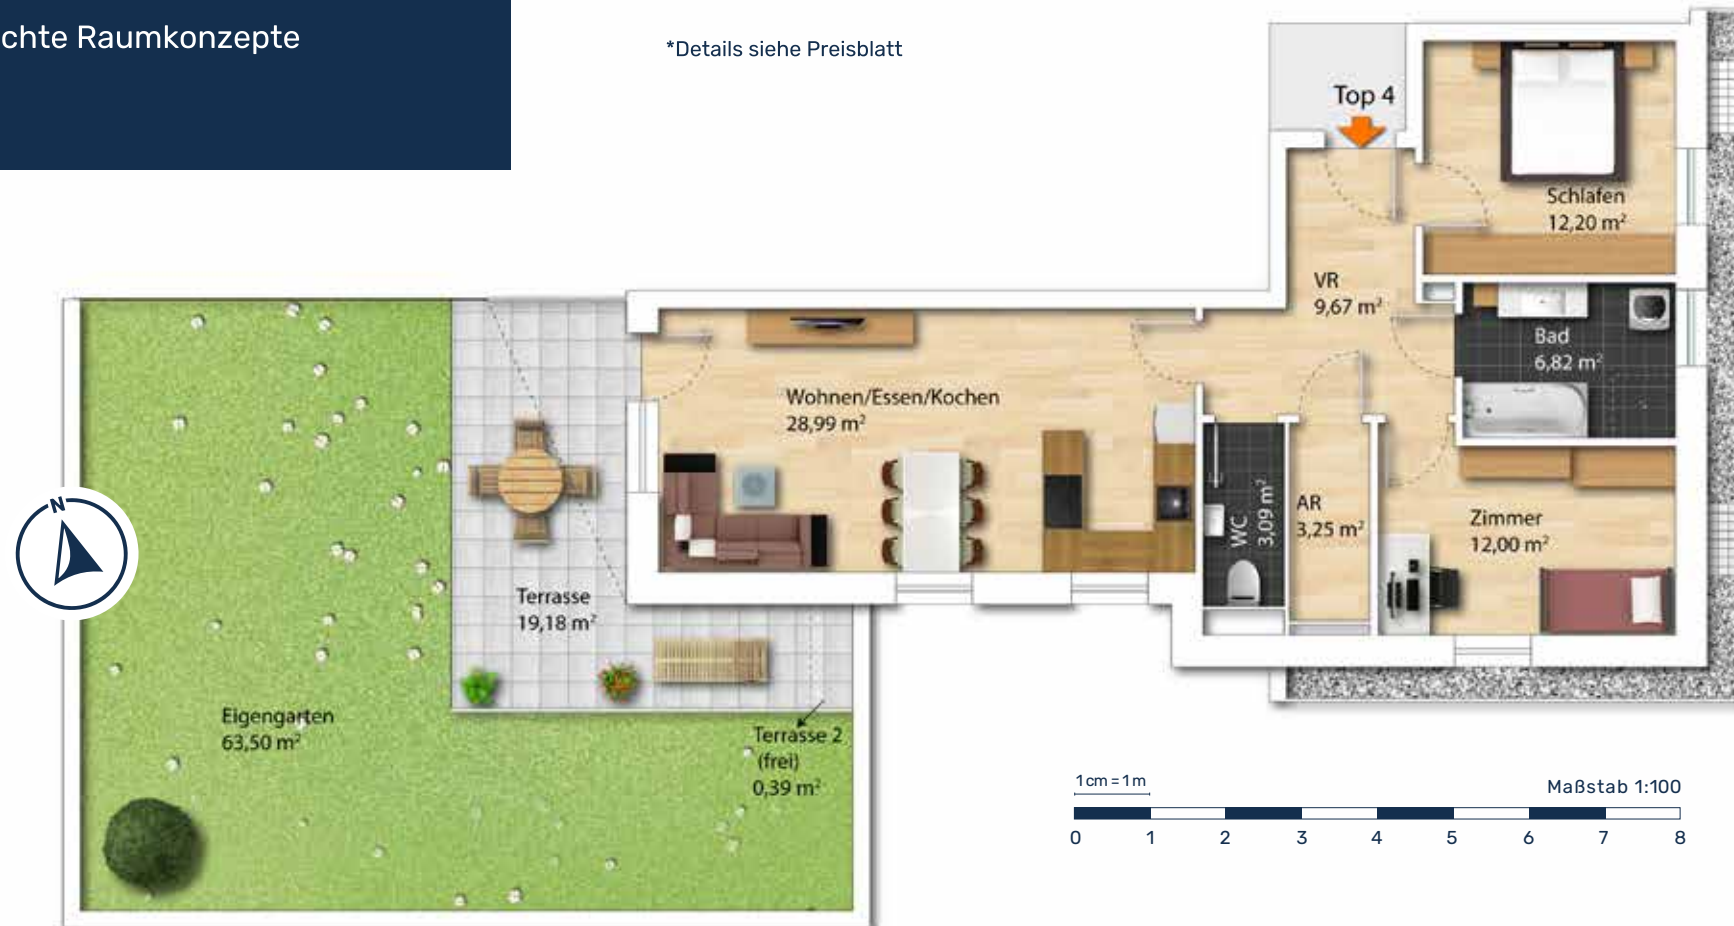 chte Raumkonzepte
*Details siehe Preisblatt
Top 4
Schlafen
12,20 m²
VR
9,67 m²
Bad
6,82 m²
Wohnen/Essen/Kochen
28,99 m²
WC
3,09 m²
AR
3,25 m²
Zimmer
12,00 m²
N
Terrasse
19,18 m²
Eigengarten
63,50 m²
Terrasse 2
(frei)
0,39 m²
1 cm = 1 m
Maßstab 1:100
0 1 2 3 4 5 6 7 8